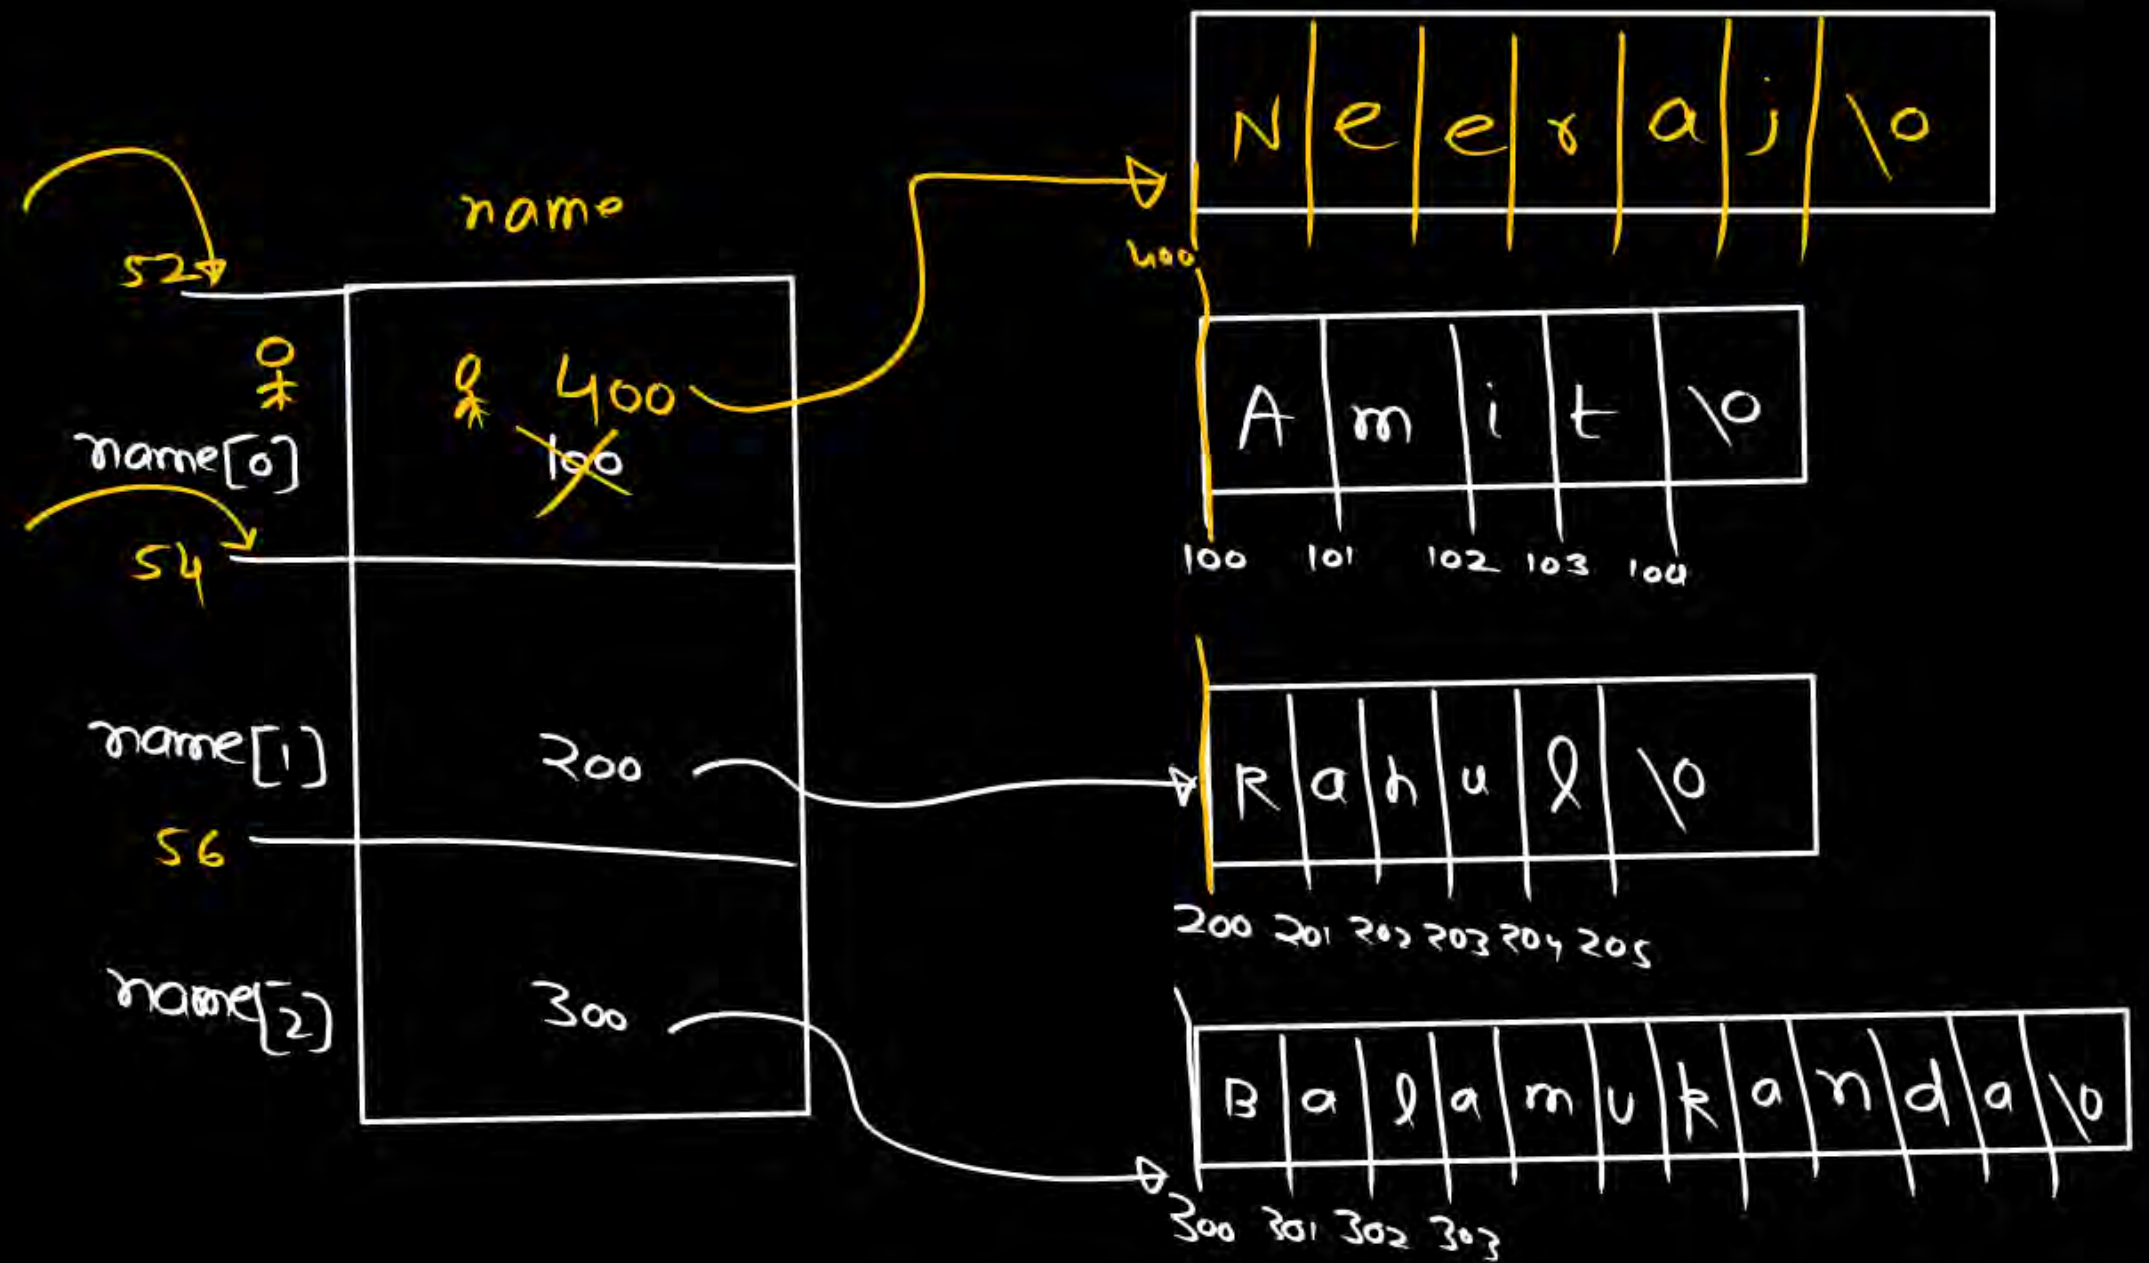 N e e r a j \0
name
400
52
400
100
A m i t \0
name[0]
54
100 101 102 103 104
name[1]
200
R a h u l \0
56
200 201 202 203 204 205
name[2]
300
B a l a m u k a n d a \0
300 301 302 303